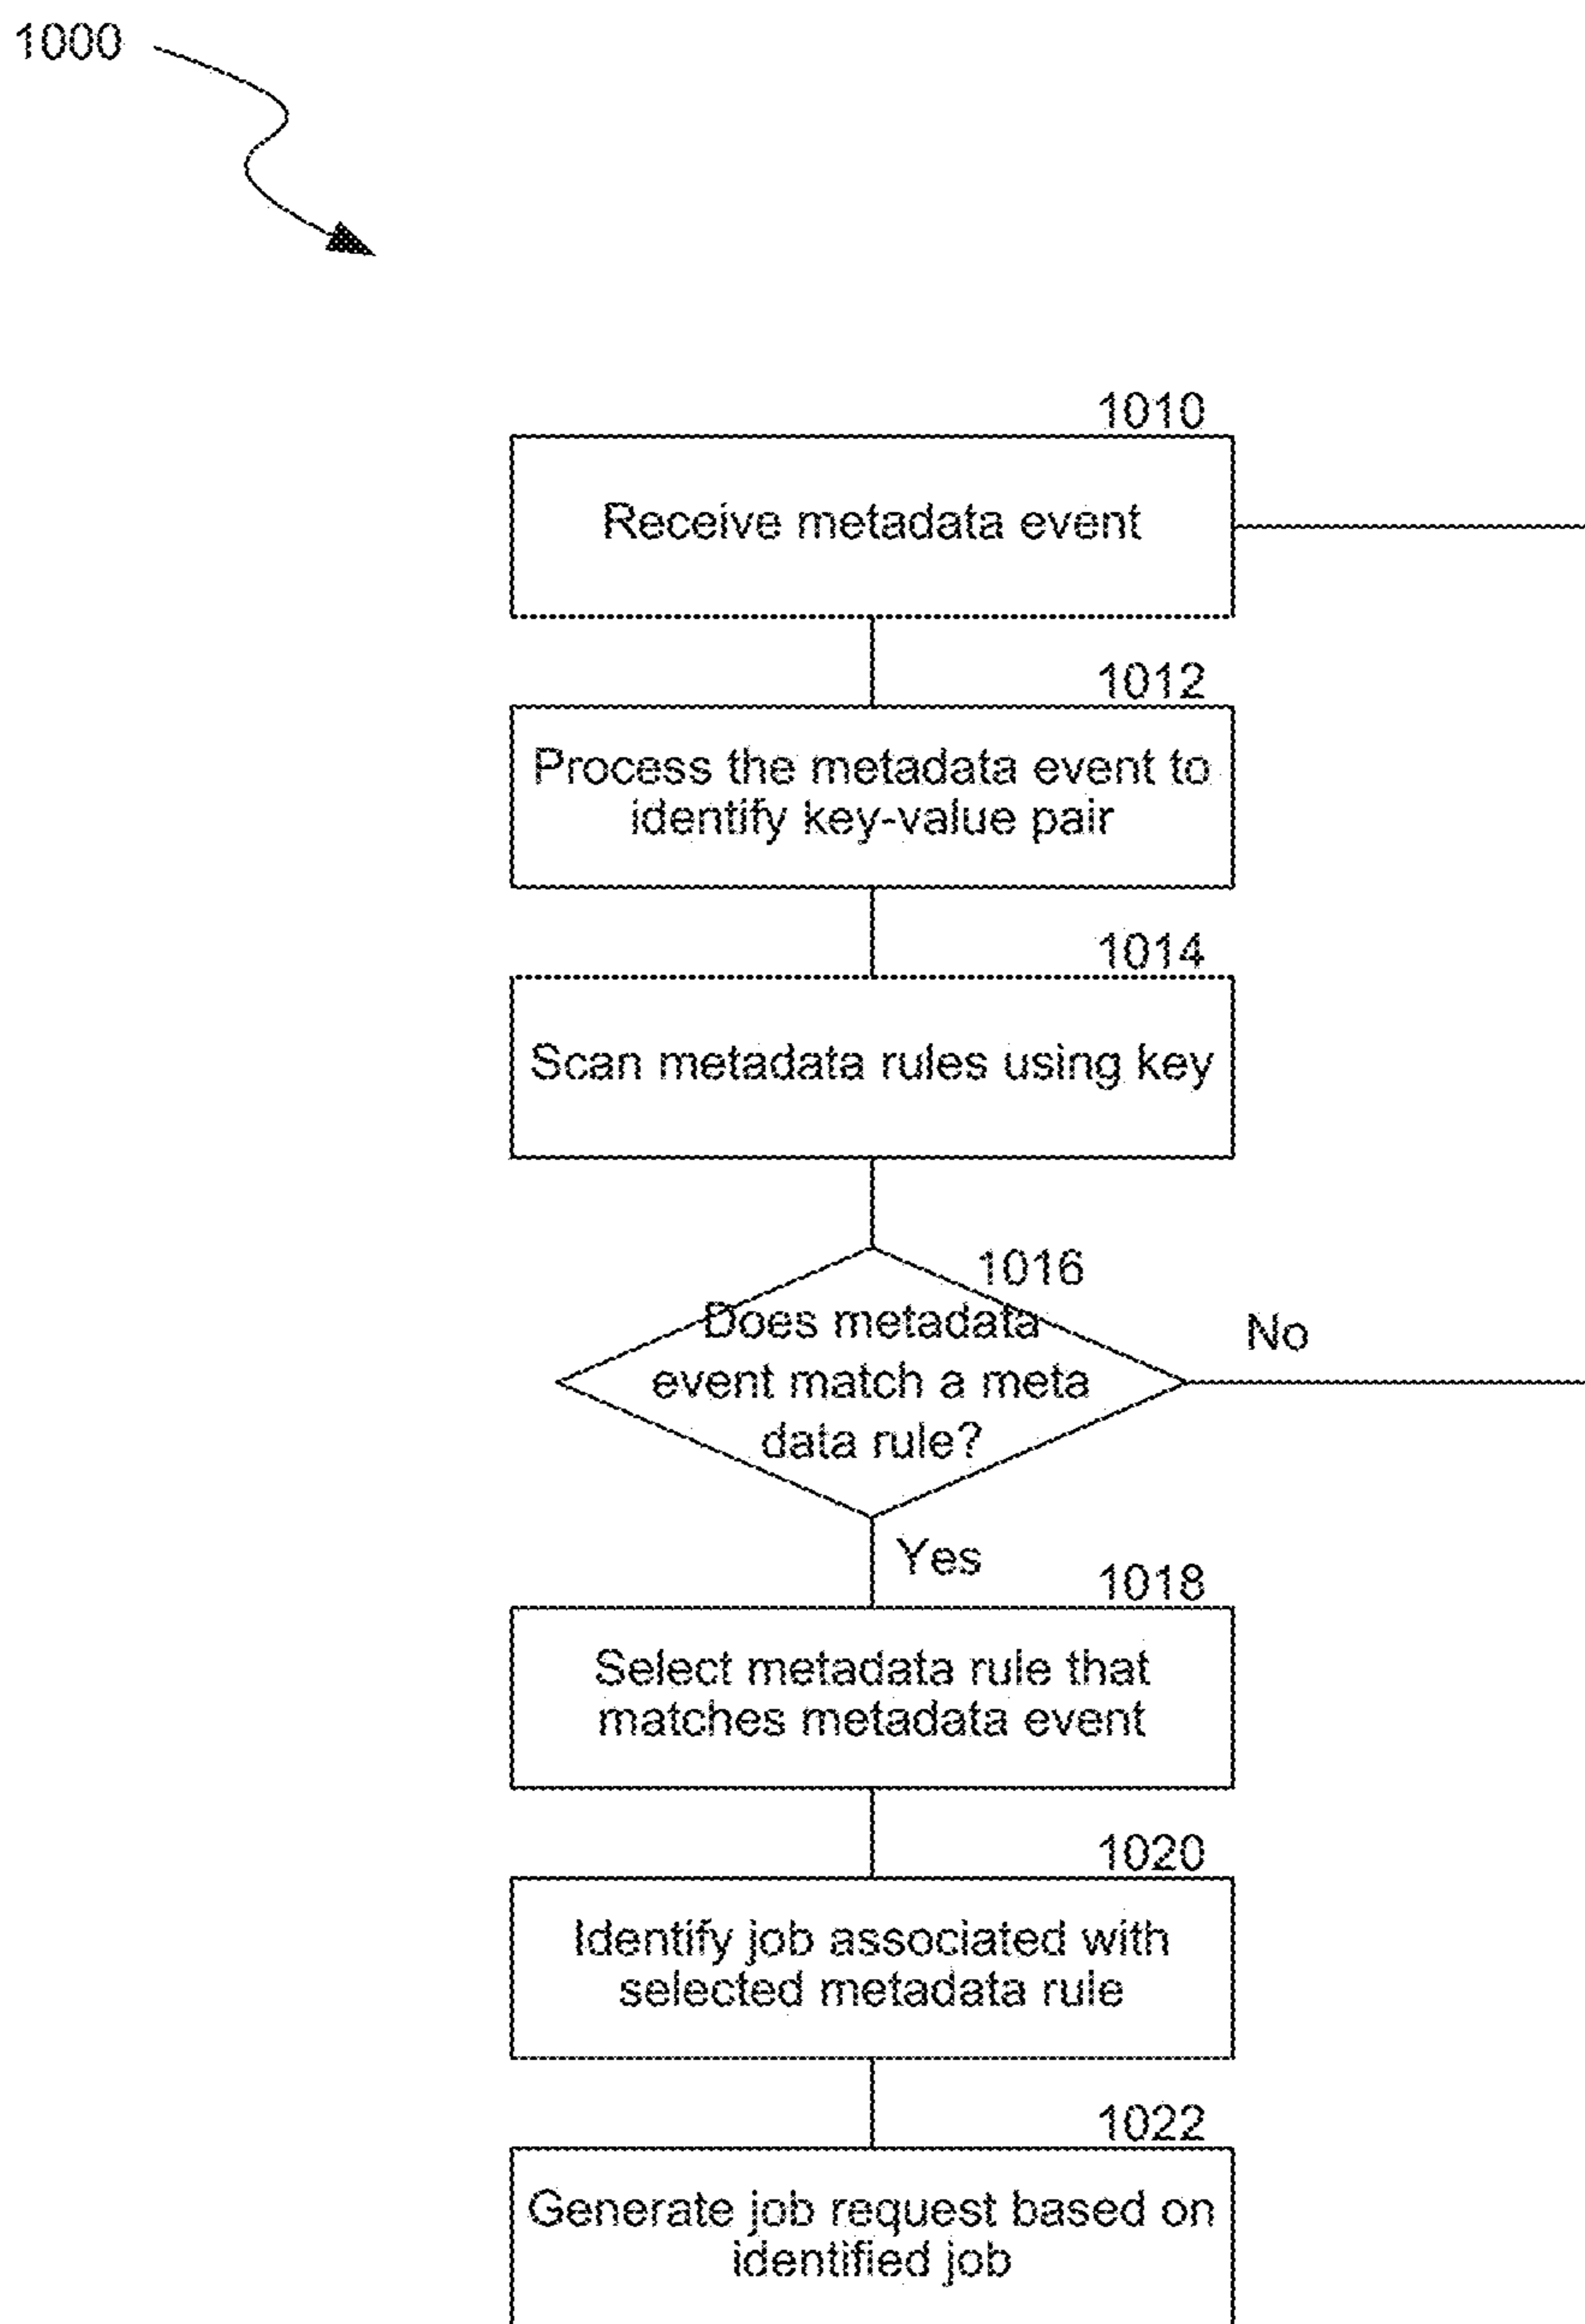 1000
1010
Receive metadata event
1012
Process the metadata event to
identify key-value pair
1014
Scan metadata rules using key
1016
Does metadata
event match a meta
data rule?
No
Yes
1018
Select metadata rule that
matches metadata event
1020
Identify job associated with
selected metadata rule
1022
Generate job request based on
identified job